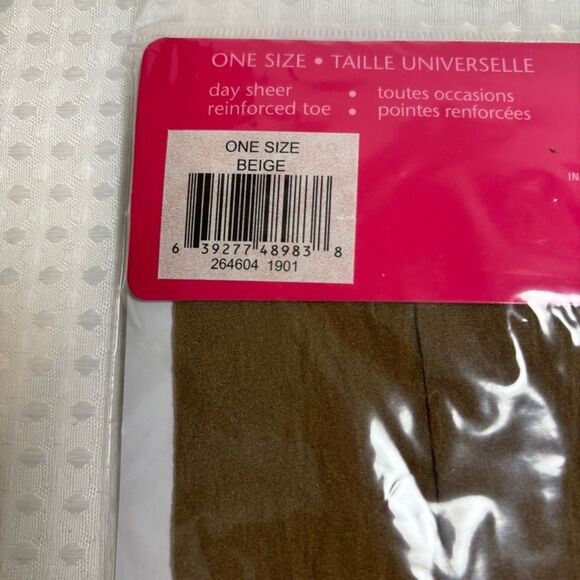 ONE SIZE • TAILLE UNIVERSELLE
day sheer • toutes occasions
reinforced toe • pointes renforcées
ONE SIZE
BEIGE
6 39277 48983 8
264604 1901
IN